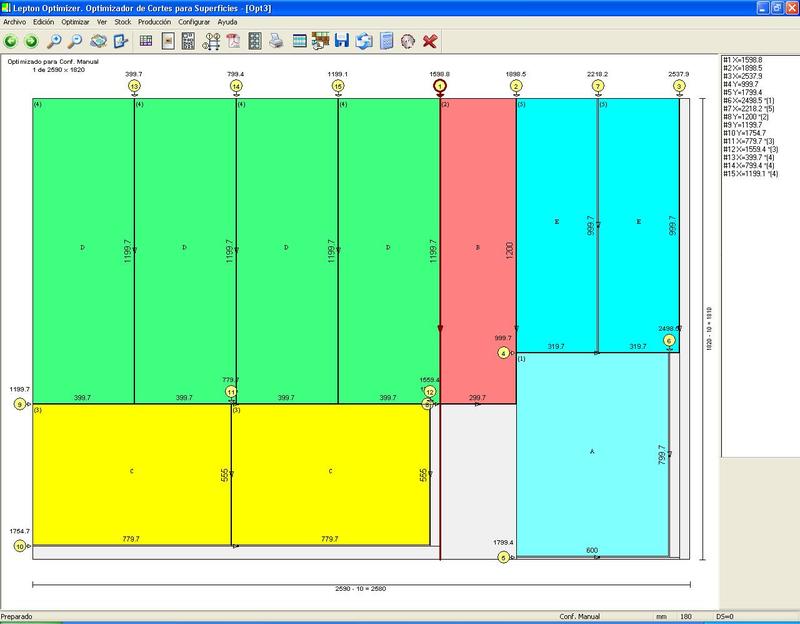 Lepton Optimizer. Optimizador de Cortes para Superficies - [Opt3]
Archivo Edición Optimizar Ver Stock Producción Configurar Ayuda
Optimizado para Conf. Manual
1 de 2590 x 1820
399.7 799.4 1199.1 1598.8 1898.5 2218.2 2537.9
13 14 15 1 2 7 3
(4) (4) (4) (4) (2) (5) (5)
D D D D B E E
1199.7 1199.7 1199.7 1199.7 1200 999.7 999.7
2498.5
6
999.7
4
319.7 319.7
(1)
779.7 1559.4
11 12
1199.7
9
399.7 399.7 399.7 399.7 299.7
8
(3) (3)
C C A
555 555 799.7
1754.7
10
779.7 779.7
1799.4
5
600
2590 - 10 = 2580
1820 - 10 = 1810
#1 X=1598.8
#2 X=1898.5
#3 X=2537.9
#4 Y=999.7
#5 Y=1799.4
#6 X=2498.5 *(1)
#7 X=2218.2 *(5)
#8 Y=1200 *(2)
#9 Y=1199.7
#10 Y=1754.7
#11 X=779.7 *(3)
#12 X=1559.4 *(3)
#13 X=399.7 *(4)
#14 X=799.4 *(4)
#15 X=1199.1 *(4)
Preparado Conf. Manual mm 180 DS=0